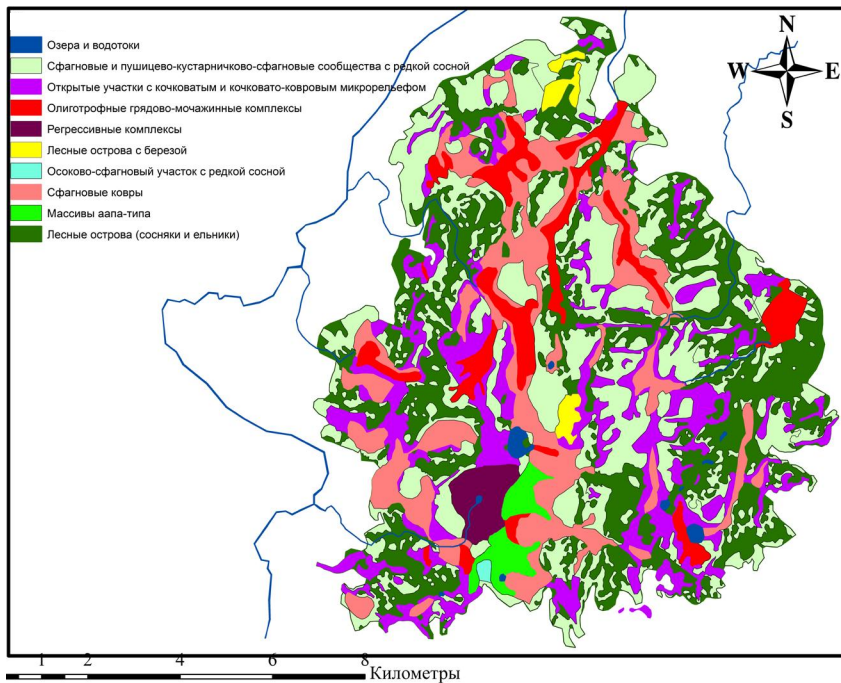 Озера и водотоки
Сфагновые и пушицево-кустарничково-сфагновые сообщества с редкой сосной
Открытые участки с кочковатым и кочковато-ковровым микрорельефом
Олиготрофные грядово-мочажинные комплексы
Регрессивные комплексы
Лесные острова с березой
Осоково-сфагновый участок с редкой сосной
Сфагновые ковры
Массивы аапа-типа
Лесные острова (сосняки и ельники)
N
W E
S
1 2 4 6 8
Километры